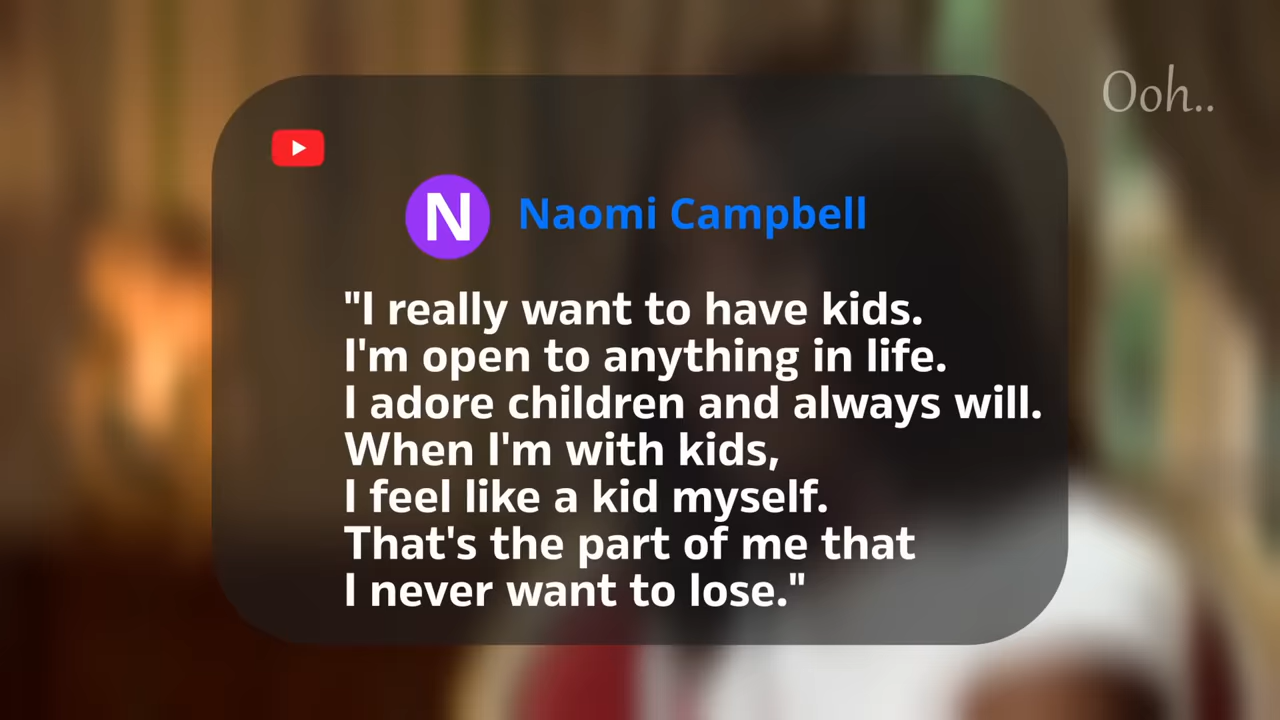 Ooh..
N
Naomi Campbell
"I really want to have kids.
I'm open to anything in life.
I adore children and always will.
When I'm with kids,
I feel like a kid myself.
That's the part of me that
I never want to lose."